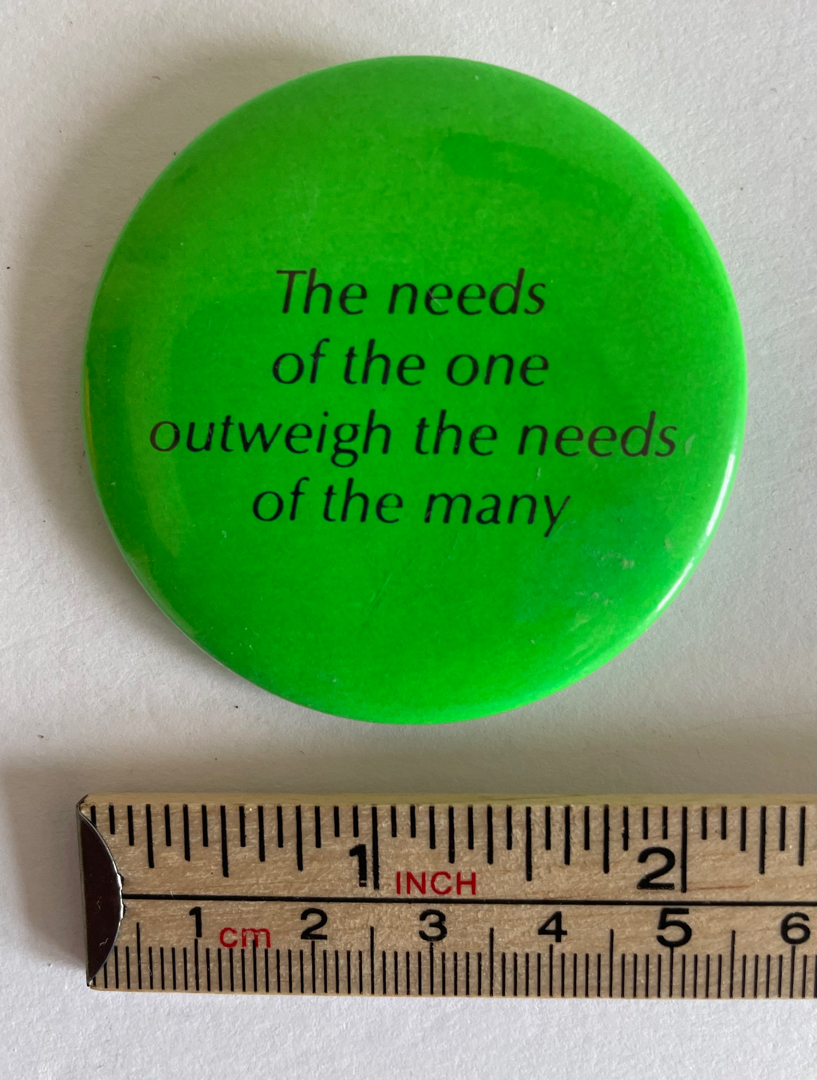 The needs
of the one
outweigh the needs
of the many
1 INCH 2
1 cm 2 3 4 5 6